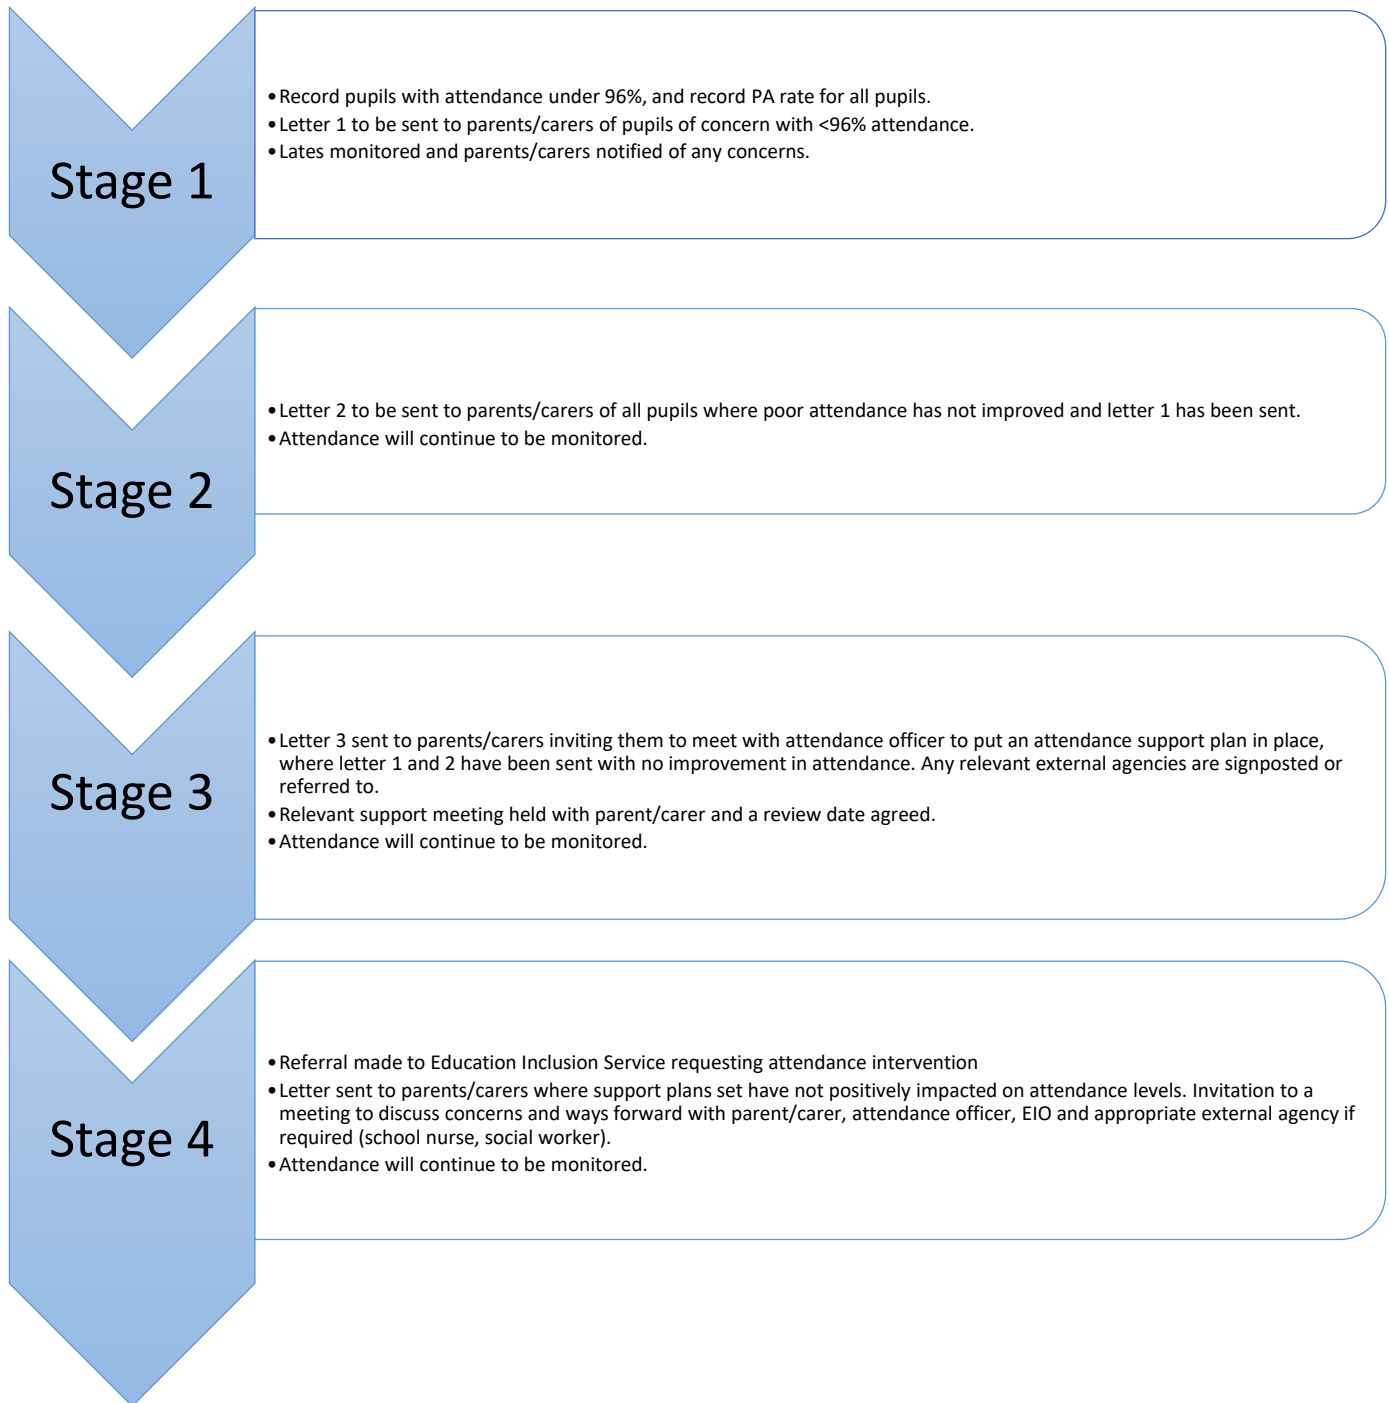 Stage 1
•Record pupils with attendance under 96%, and record PA rate for all pupils.
•Letter 1 to be sent to parents/carers of pupils of concern with <96% attendance.
•Lates monitored and parents/carers notified of any concerns.
Stage 2
•Letter 2 to be sent to parents/carers of all pupils where poor attendance has not improved and letter 1 has been sent.
•Attendance will continue to be monitored.
Stage 3
•Letter 3 sent to parents/carers inviting them to meet with attendance officer to put an attendance support plan in place,
where letter 1 and 2 have been sent with no improvement in attendance. Any relevant external agencies are signposted or
referred to.
•Relevant support meeting held with parent/carer and a review date agreed.
•Attendance will continue to be monitored.
Stage 4
•Referral made to Education Inclusion Service requesting attendance intervention
•Letter sent to parents/carers where support plans set have not positively impacted on attendance levels. Invitation to a
meeting to discuss concerns and ways forward with parent/carer, attendance officer, EIO and appropriate external agency if
required (school nurse, social worker).
•Attendance will continue to be monitored.